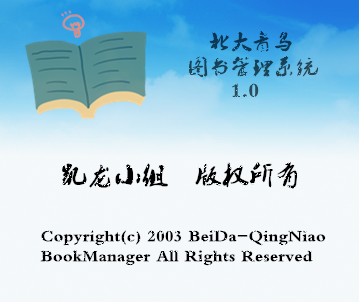 北大青鸟
图书管理系统
1.0
凯龙小组 版权所有
Copyright(c) 2003 BeiDa-QingNiao
BookManager All Rights Reserved